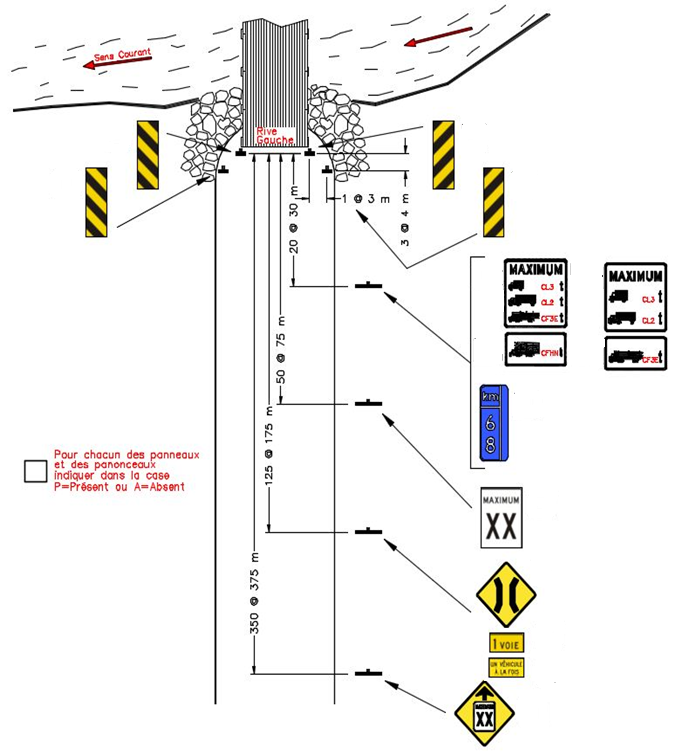 Sens Courant
Rive
Gauche
20 @ 30 m
1 @ 3 m
3 @ 4 m
MAXIMUM
CL3 t
CL2 t
CF3E t
CFHN t
MAXIMUM
CL3 t
CL2 t
CF3E t
50 @ 75 m
km
6
8
125 @ 175 m
Pour chacun des panneaux
et des panonceaux
indiquer dans la case
P=Présent ou A=Absent
MAXIMUM
XX
350 @ 375 m
1 VOIE
UN VÉHICULE
À LA FOIS
MAXIMUM
XX